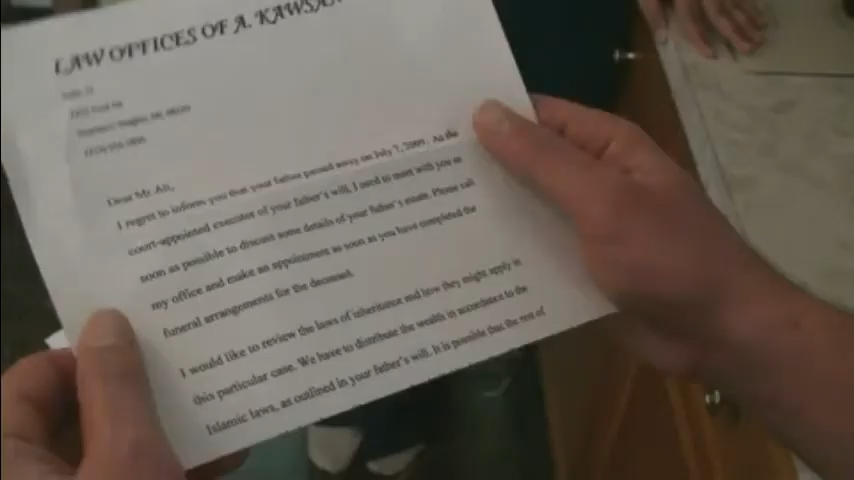 LAW OFFICES OF A. KAWSA
Dear Mr. Ali,
I regret to inform you that your father passed away on July 7, 2009. As the
court-appointed executor of your father's will, I need to meet with you as
soon as possible to discuss some details of your father's estate. Please call
my office and make an appointment as soon as you have completed the
funeral arrangements for the deceased.
I would like to review the laws of inheritance and how they might apply in
this particular case. We have to distribute the wealth in accordance to the
Islamic laws, as outlined in your father's will. It is possible that the rest of